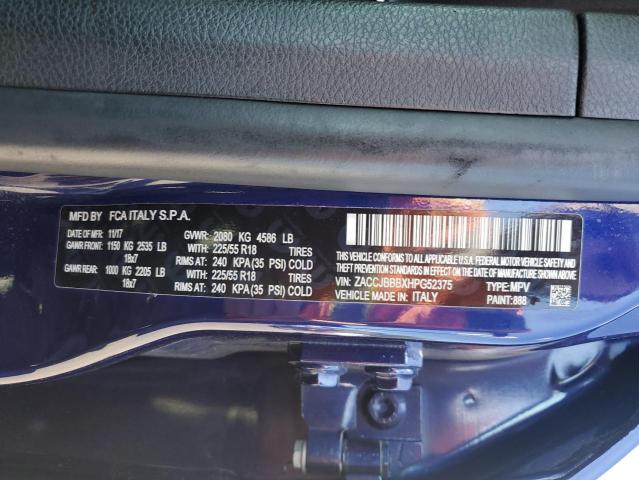 MFD BY FCA ITALY S.P.A.
DATE OF MFR: 11/17 GVWR: 2080 KG 4586 LB
GAWR FRONT: 1150 KG 2535 LB WITH: 225/55 R18 TIRES
18x7 RIMS AT: 240 KPA (35 PSI) COLD
GAWR REAR: 1000 KG 2205 LB WITH: 225/55 R18 TIRES
18x7 RIMS AT: 240 KPA (35 PSI) COLD
THIS VEHICLE CONFORMS TO ALL APPLICABLE U.S.A. FEDERAL MOTOR VEHICLE SAFETY, BUMPER, AND THEFT PREVENTION STANDARDS IN EFFECT ON THE
DATE OF MANUFACTURE SHOWN ABOVE.
VIN: ZACCJBBBXHPG52375 TYPE: MPV
VEHICLE MADE IN: ITALY PAINT: 888